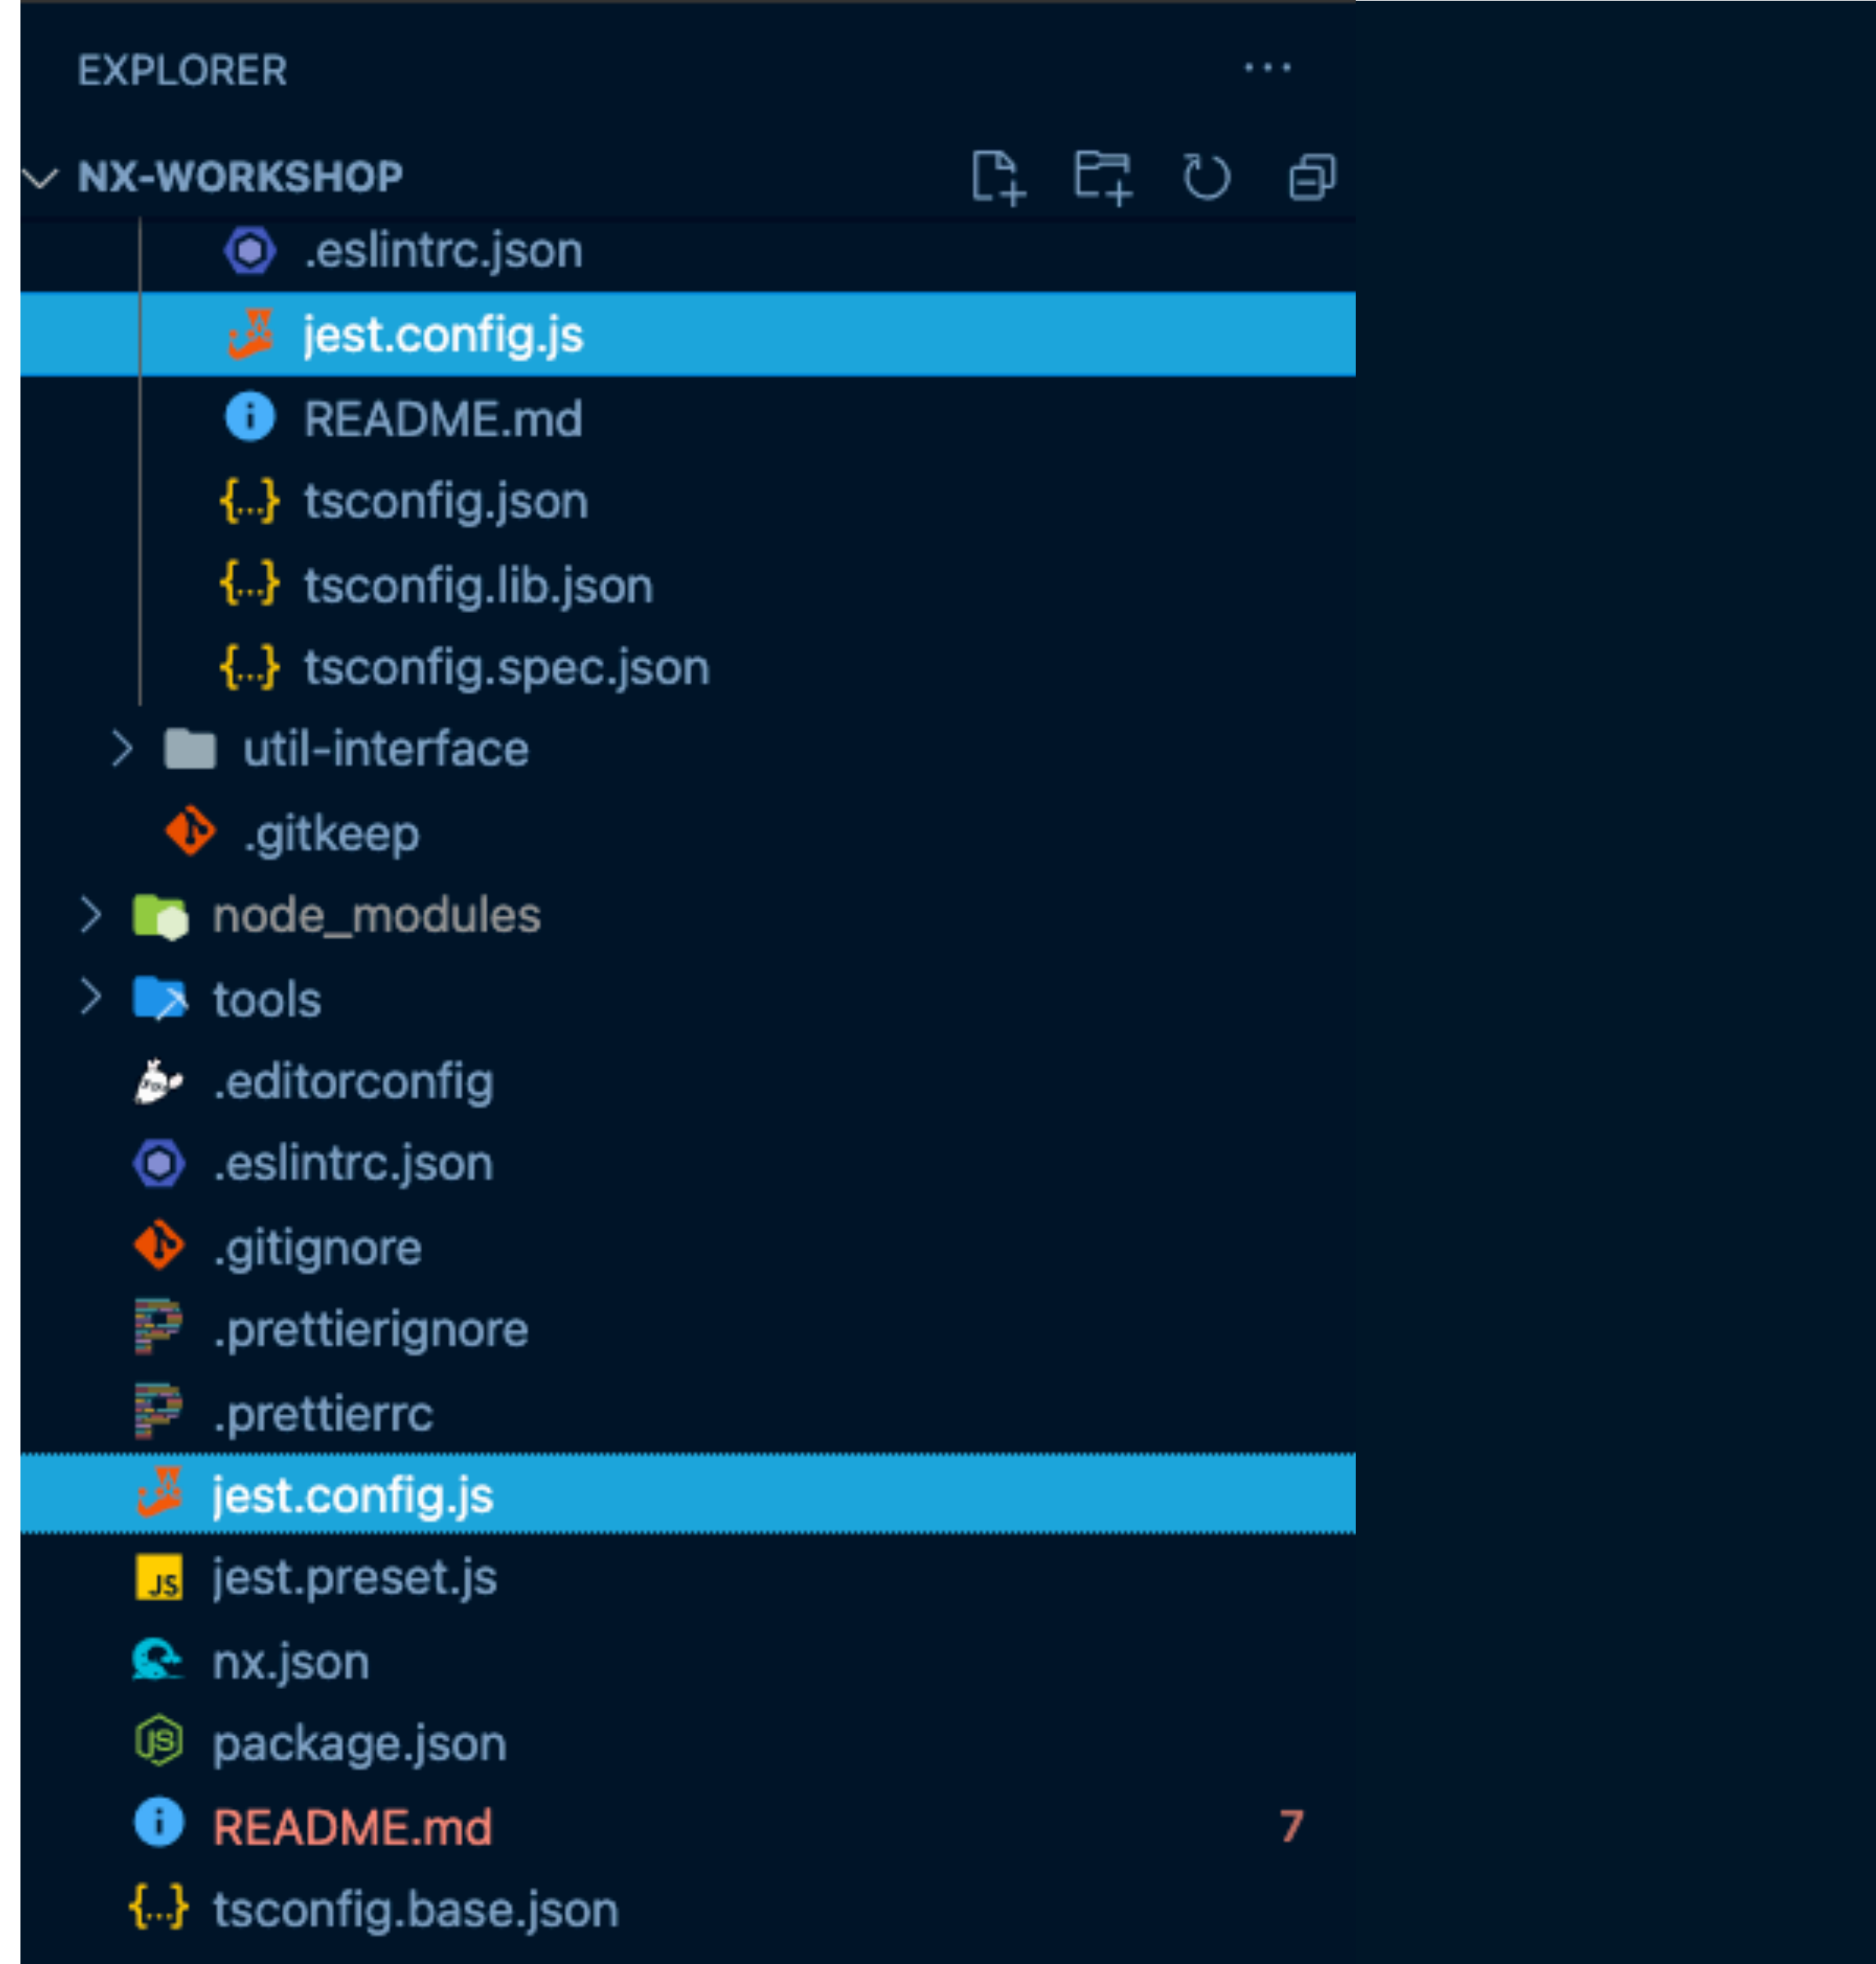 EXPLORER ...
NX-WORKSHOP
.eslintrc.json
jest.config.js
README.md
{...} tsconfig.json
{...} tsconfig.lib.json
{...} tsconfig.spec.json
util-interface
.gitkeep
node_modules
tools
.editorconfig
.eslintrc.json
.gitignore
.prettierignore
.prettierrc
jest.config.js
JS jest.preset.js
nx.json
JS package.json
README.md 7
{...} tsconfig.base.json